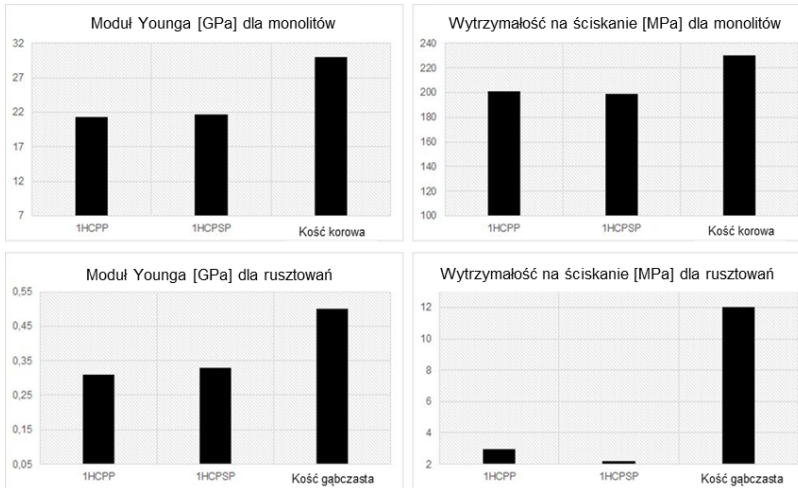 Moduł Younga [GPa] dla monolitów
32
27
22
17
12
7
1HCPP
1HCPSP
Kość korowa
Wytrzymałość na ściskanie [MPa] dla monolitów
240
220
200
180
160
140
120
100
1HCPP
1HCPSP
Kość korowa
Moduł Younga [GPa] dla rusztowań
0,55
0,45
0,35
0,25
0,15
0,05
1HCPP
1HCPSP
Kość gąbczasta
Wytrzymałość na ściskanie [MPa] dla rusztowań
12
10
8
6
4
2
1HCPP
1HCPSP
Kość gąbczasta